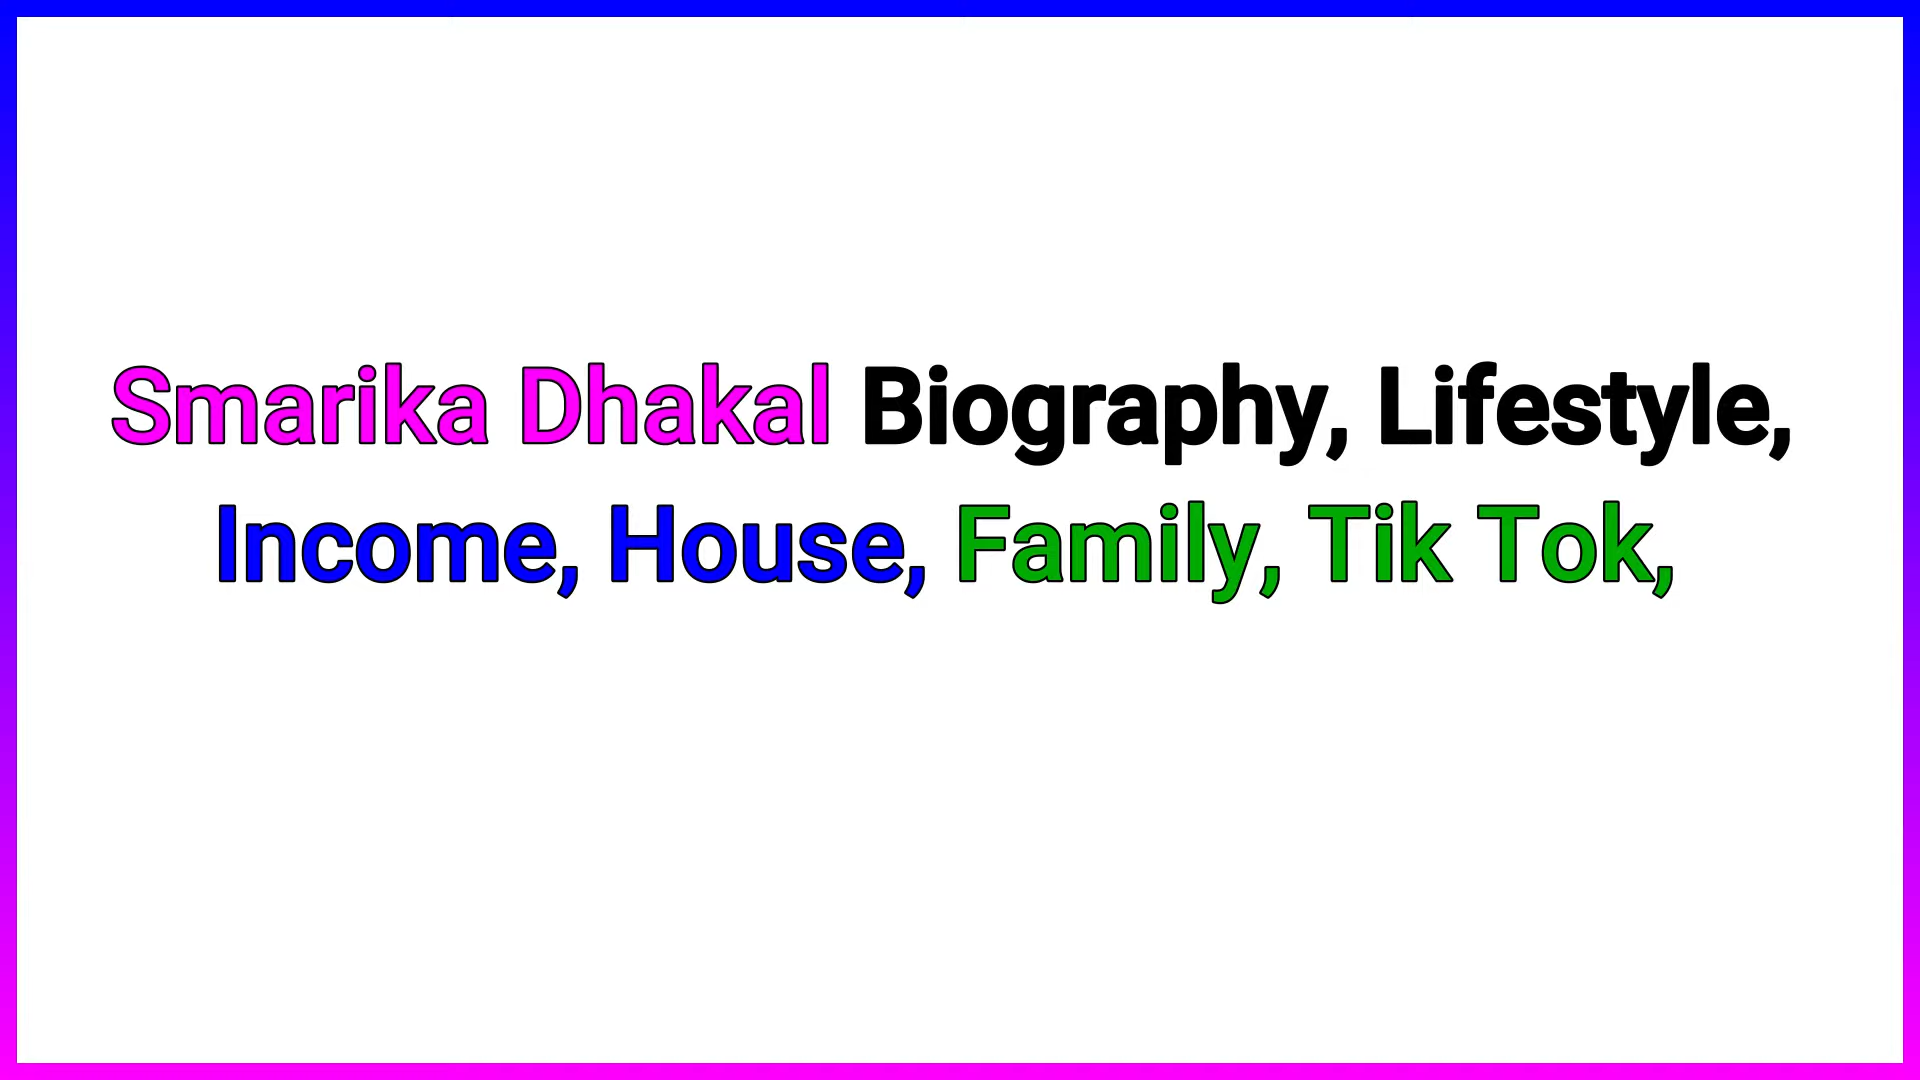 Smarika Dhakal Biography, Lifestyle,
Income, House, Family, Tik Tok,